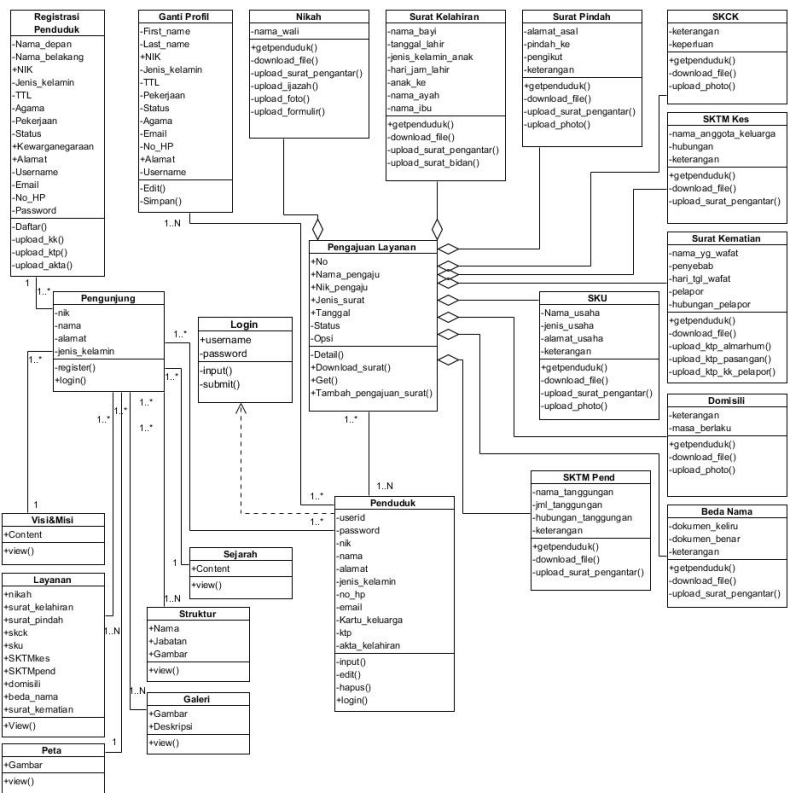 Registrasi
Penduduk
-Nama_depan
-Nama_belakang
+NIK
-Jenis_kelamin
-TTL
-Agama
-Pekerjaan
-Status
+Kewarganegaraan
+Alamat
-Username
-Email
-No_HP
-Password
-Daftar()
-upload_kk()
-upload_ktp()
-upload_akta()
Ganti Profil
-First_name
-Last_name
+NIK
-Jenis_kelamin
-TTL
-Pekerjaan
-Status
-Agama
-Email
-No_HP
+Alamat
-Username
-Edit()
-Simpan()
Nikah
-nama_wali
+getpenduduk()
-download_file()
-upload_surat_pengantar()
-upload_ijazah()
-upload_foto()
-upload_formulir()
Surat Kelahiran
-nama_bayi
-tanggal_lahir
-jenis_kelamin_anak
-hari_jam_lahir
-anak_ke
-nama_ayah
-nama_ibu
+getpenduduk()
-download_file()
-upload_surat_pengantar()
-upload_surat_bidan()
Surat Pindah
-alamat_asal
-pindah_ke
-pengikut
-keterangan
+getpenduduk()
-download_file()
-upload_surat_pengantar()
-upload_photo()
SKCK
-keterangan
-keperluan
+getpenduduk()
-download_file()
-upload_photo()
SKTM Kes
-nama_anggota_keluarga
-hubungan
-keterangan
+getpenduduk()
-download_file()
-upload_surat_pengantar()
Surat Kematian
-nama_yg_wafat
-penyebab
-hari_tgl_wafat
-pelapor
-hubungan_pelapor
+getpenduduk()
-download_file()
-upload_ktp_almarhum()
-upload_ktp_pasangan()
-upload_ktp_kk_pelapor()
1..N
1
1..*
Pengunjung
-nik
-nama
-alamat
-jenis_kelamin
-register()
+login()
1..*
1..*
1..*
1..*
1..*
1..*
1..*
Login
+username
-password
-input()
-submit()
Pengajuan Layanan
+No
+Nama_pengaju
+Nik_pengaju
+Jenis_surat
+Tanggal
-Status
-Opsi
-Detail()
+Download_surat()
+Get()
+Tambah_pengajuan_surat()
1..*
1..N
SKU
-Nama_usaha
-jenis_usaha
-alamat_usaha
-keterangan
+getpenduduk()
-download_file()
-upload_surat_pengantar()
-upload_photo()
Domisili
-keterangan
-masa_berlaku
+getpenduduk()
-download_file()
-upload_photo()
SKTM Pend
-nama_tanggungan
-jml_tanggungan
-hubungan_tanggungan
-keterangan
+getpenduduk()
-download_file()
-upload_surat_pengantar()
Beda Nama
-dokumen_keliru
-dokumen_benar
-keterangan
+getpenduduk()
-download_file()
-upload_surat_pengantar()
1..*
1..*
Penduduk
-userid
-password
-nik
-nama
-alamat
-jenis_kelamin
-no_hp
-email
-Kartu_keluarga
-ktp
-akta_kelahiran
-input()
-edit()
-hapus()
+login()
1
Visi&Misi
+Content
+view()
1
Sejarah
+Content
+view()
Layanan
+nikah
+surat_kelahiran
+surat_pindah
+skck
+sku
+SKTMkes
+SKTMpend
+domisili
+beda_nama
+surat_kematian
+View()
1..N
1..N
Struktur
+Nama
+Jabatan
+Gambar
+view()
1..N
Galeri
+Gambar
+Deskripsi
+view()
1
Peta
+Gambar
+view()